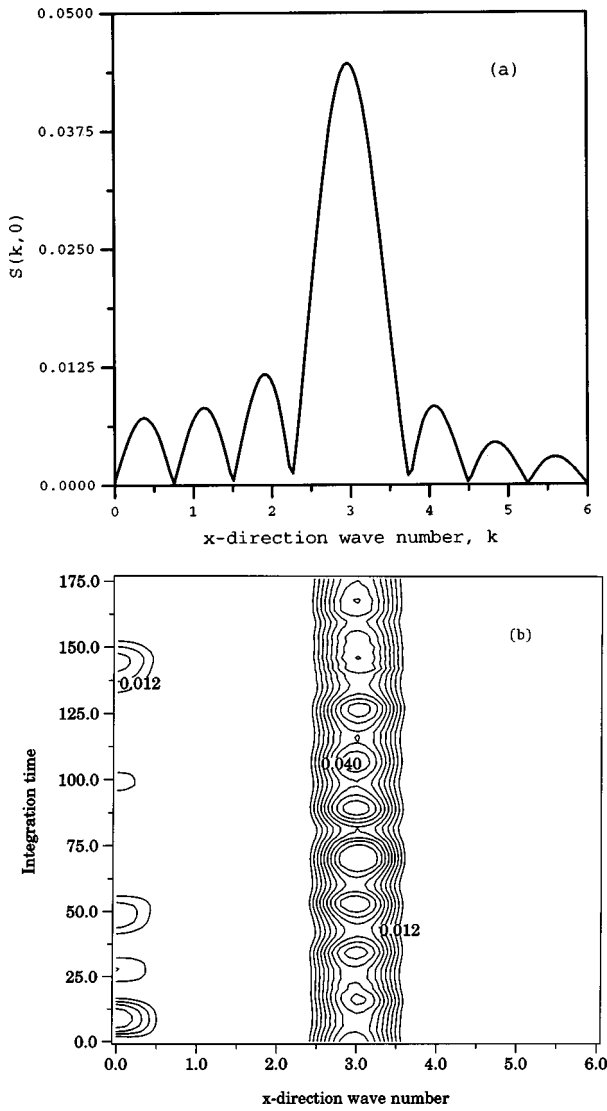 0.0500
(a)
0.0375
S(k,0)
0.0250
0.0125
0.0000
0 1 2 3 4 5 6
x-direction wave number, k
175.0
(b)
150.0
0.012
125.0
Integration time
0.040
100.0
75.0
50.0
0.012
25.0
0.0
0.0 1.0 2.0 3.0 4.0 5.0 6.0
x-direction wave number